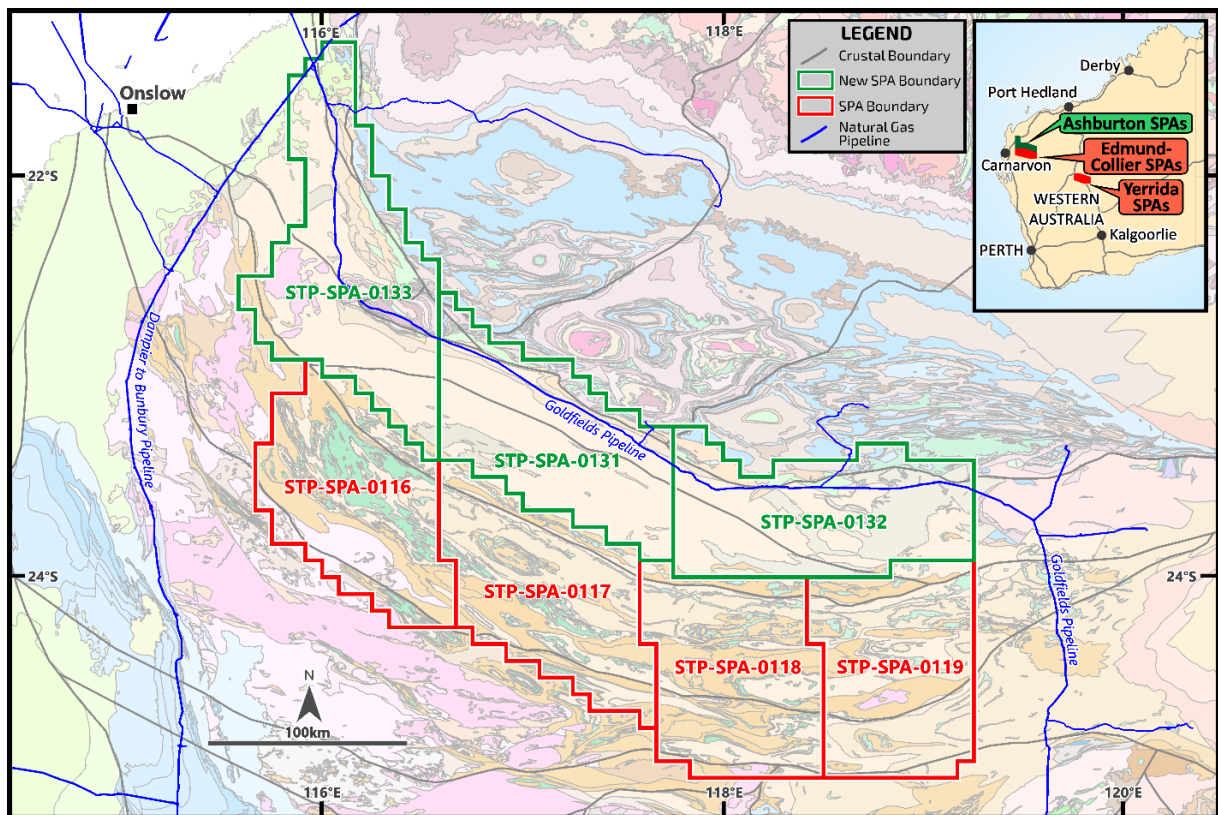 116°E
118°E
LEGEND
Crustal Boundary
New SPA Boundary
SPA Boundary
Natural Gas
Pipeline
Derby
Port Hedland
Ashburton SPAs
Edmund-
Collier SPAs
Carnarvon
Yerrida
SPAs
WESTERN
AUSTRALIA
Kalgoorlie
PERTH
Onslow
22°S
STP-SPA-0133
Dampier to Bunbury Pipeline
Goldfields Pipeline
STP-SPA-0131
STP-SPA-0116
STP-SPA-0132
24°S
24°S
STP-SPA-0117
Goldfields Pipeline
STP-SPA-0118
STP-SPA-0119
N
100km
116°E
118°E
120°E